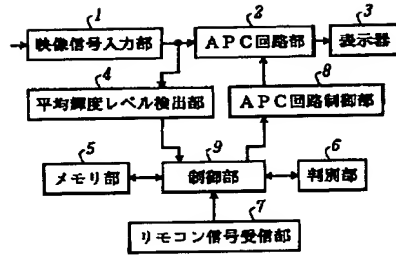 1
映像信号入力部
2
APC回路部
3
表示器
4
平均輝度レベル検出部
8
APC回路制御部
5
メモリ部
9
制御部
6
判別部
7
リモコン信号受信部